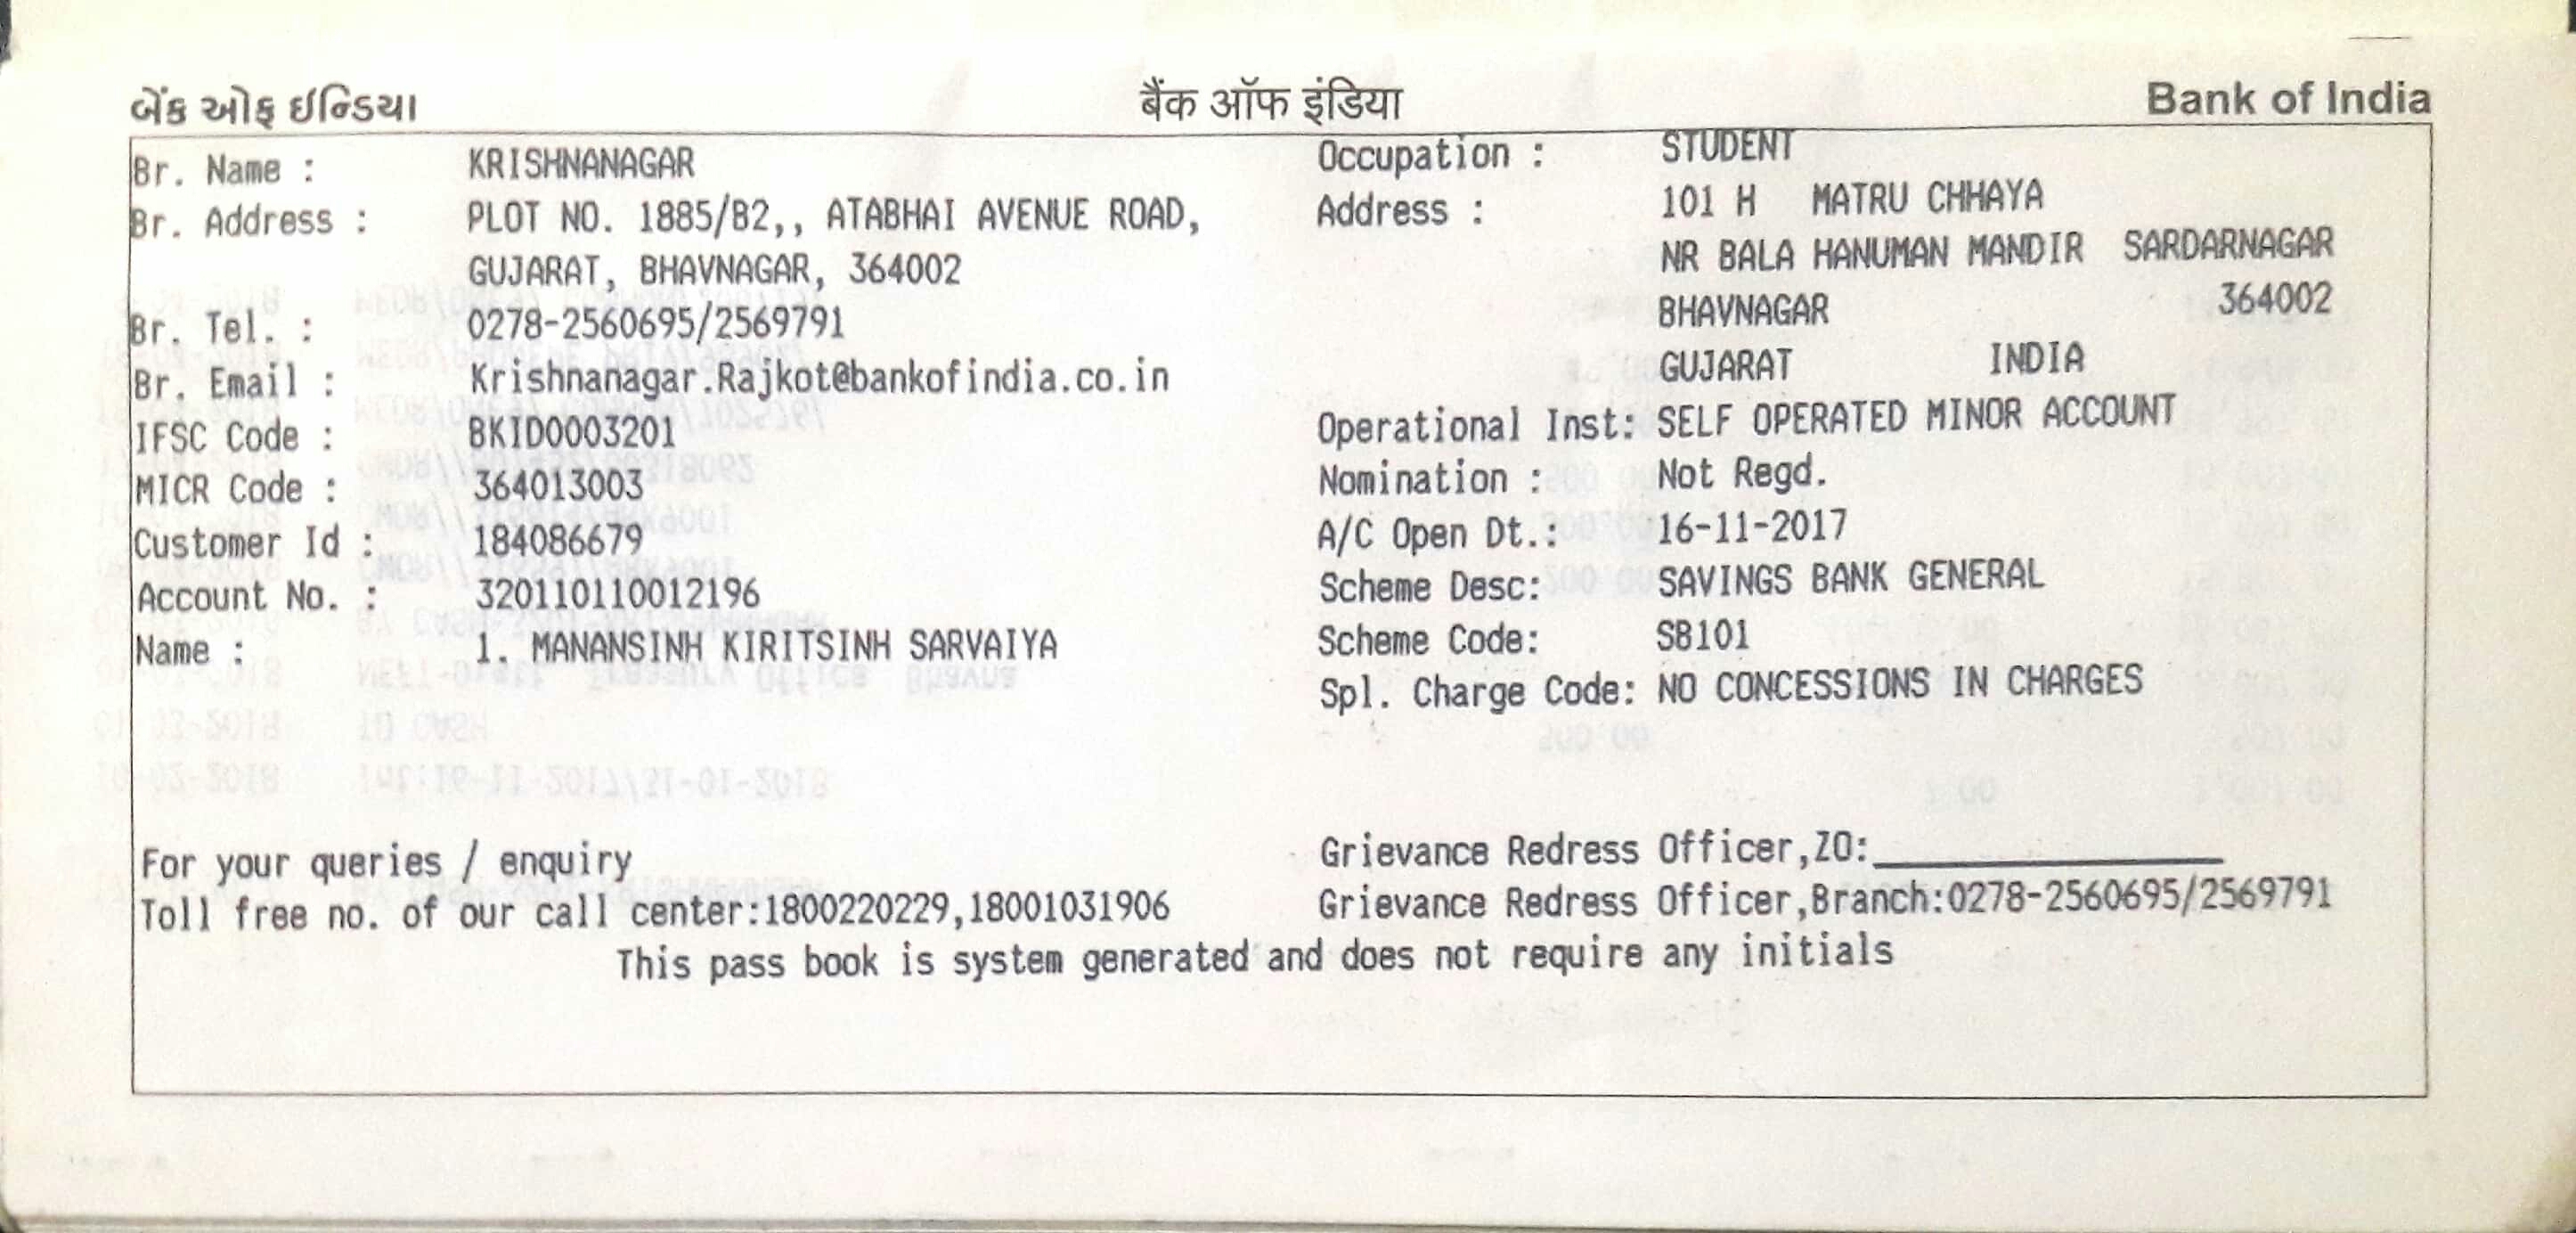 બેંક ઓફ ઈન્ડિયા बैंक ऑफ इंडिया Bank of India
Br. Name : KRISHNANAGAR
Br. Address : PLOT NO. 1885/B2,, ATABHAI AVENUE ROAD,
GUJARAT, BHAVNAGAR, 364002
Br. Tel. : 0278-2560695/2569791
Br. Email : Krishnanagar.Rajkot@bankofindia.co.in
IFSC Code : BKID0003201
MICR Code : 364013003
Customer Id : 184086679
Account No. : 320110110012196
Name : 1. MANANSINH KIRITSINH SARVAIYA
Occupation : STUDENT
Address : 101 H MATRU CHHAYA
NR BALA HANUMAN MANDIR SARDARNAGAR
BHAVNAGAR 364002
GUJARAT INDIA
Operational Inst: SELF OPERATED MINOR ACCOUNT
Nomination : Not Regd.
A/C Open Dt.: 16-11-2017
Scheme Desc: SAVINGS BANK GENERAL
Scheme Code: SB101
Spl. Charge Code: NO CONCESSIONS IN CHARGES
For your queries / enquiry
Toll free no. of our call center:1800220229,18001031906
Grievance Redress Officer,ZO:
Grievance Redress Officer,Branch:0278-2560695/2569791
This pass book is system generated and does not require any initials